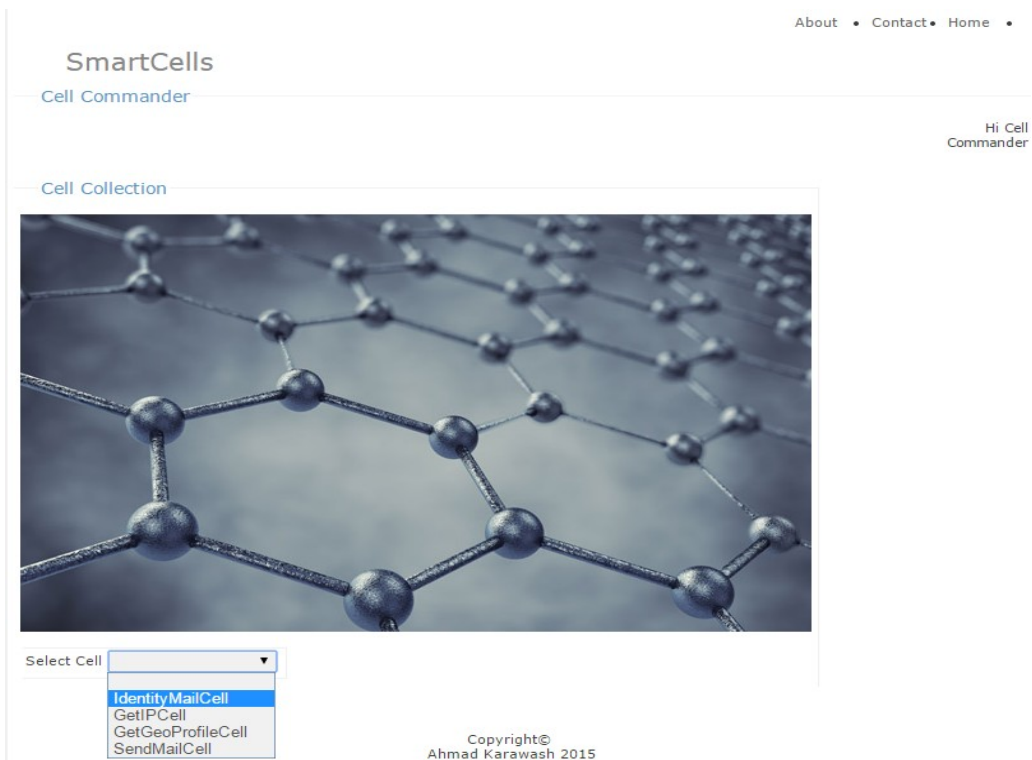 About • Contact • Home •
SmartCells
Cell Commander
Hi Cell
Commander
Cell Collection
Select Cell
IdentityMailCell
GetIPCell
GetGeoProfileCell
SendMailCell
Copyright©
Ahmad Karawash 2015